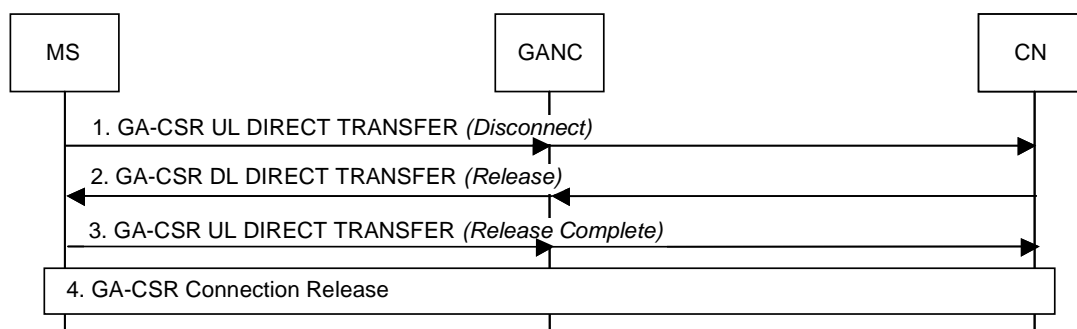 MS
GANC
CN
1. GA-CSR UL DIRECT TRANSFER (Disconnect)
2. GA-CSR DL DIRECT TRANSFER (Release)
3. GA-CSR UL DIRECT TRANSFER (Release Complete)
4. GA-CSR Connection Release